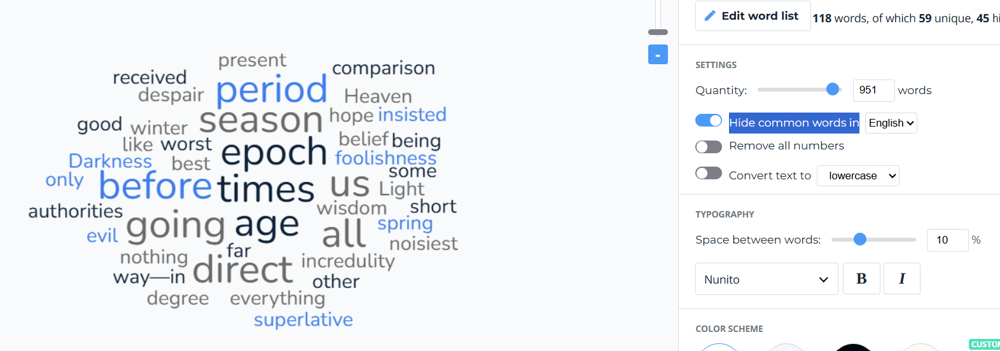 present
received
comparison
period
despair
Heaven
season
hope insisted
good
winter
belief being
like worst
epoch
Darkness
best
foolishness
some
only
before times us
Light
authorities
wisdom
short
going age
all
spring
evil
noisiest
far
nothing
direct
incredulity
way—in
other
degree
everything
superlative
-
Edit word list
118 words, of which 59 unique, 45 hi
SETTINGS
Quantity: 951 words
Hide common words in English
Remove all numbers
Convert text to lowercase
TYPOGRAPHY
Space between words: 10 %
Nunito B I
COLOR SCHEME
CUSTOM